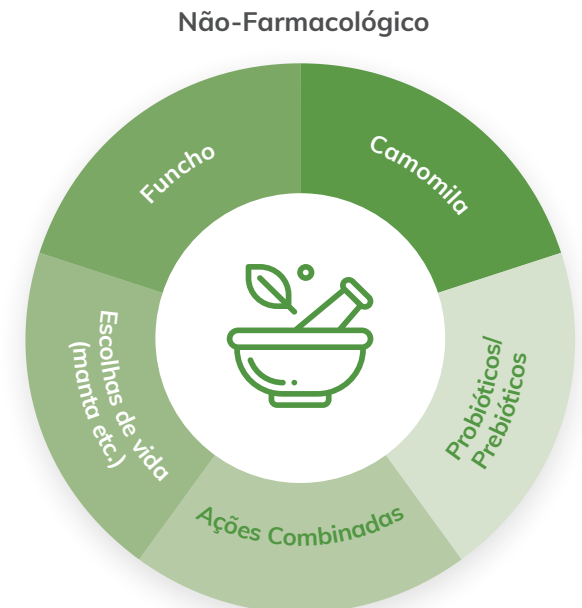 Não-Farmacológico
Funcho
Camomila
Escolhas de vida
(manta etc.)
Probióticos/
Prebióticos
Ações Combinadas